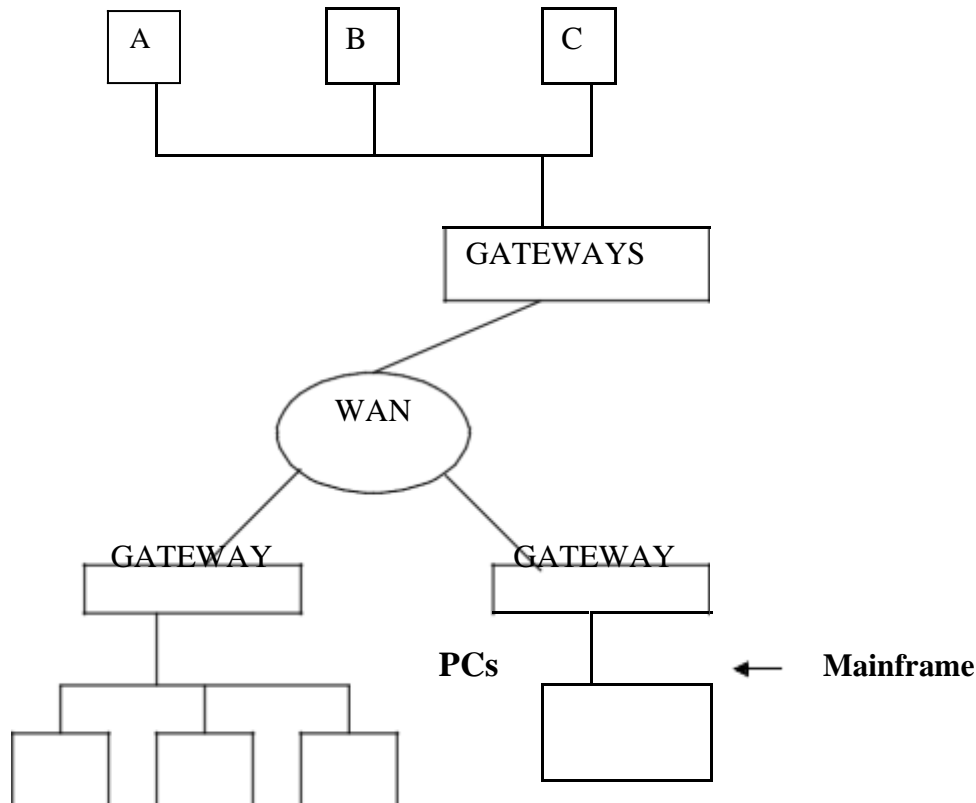 A B C
GATEWAYS
WAN
GATEWAY GATEWAY
PCs Mainframe